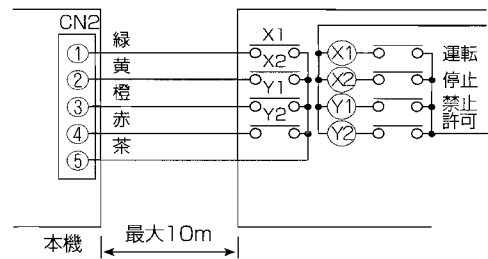 CN2
① 緑 X1 X1 運転
② 黄 X2 X2 停止
③ 橙 Y1 Y1 禁止
④ 赤 Y2 Y2 許可
⑤ 茶
本機 最大10m